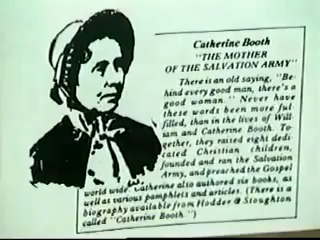 Catherine Booth
"THE MOTHER
OF THE SALVATION ARMY"
There is an old saying, "Be-
hind every good man, there's a
good woman." Never have
these words been more ful-
filled, than in the lives of Will-
iam and Catherine Booth. To-
gether, they raised eight dedi-
cated Christian children,
founded and ran the Salvation
Army, and preached the Gospel
world wide. Catherine also authored six books, as
well as various pamphlets and articles. (There is a
biography available from Hodder @ Stoughton
called "Catherine Booth.")